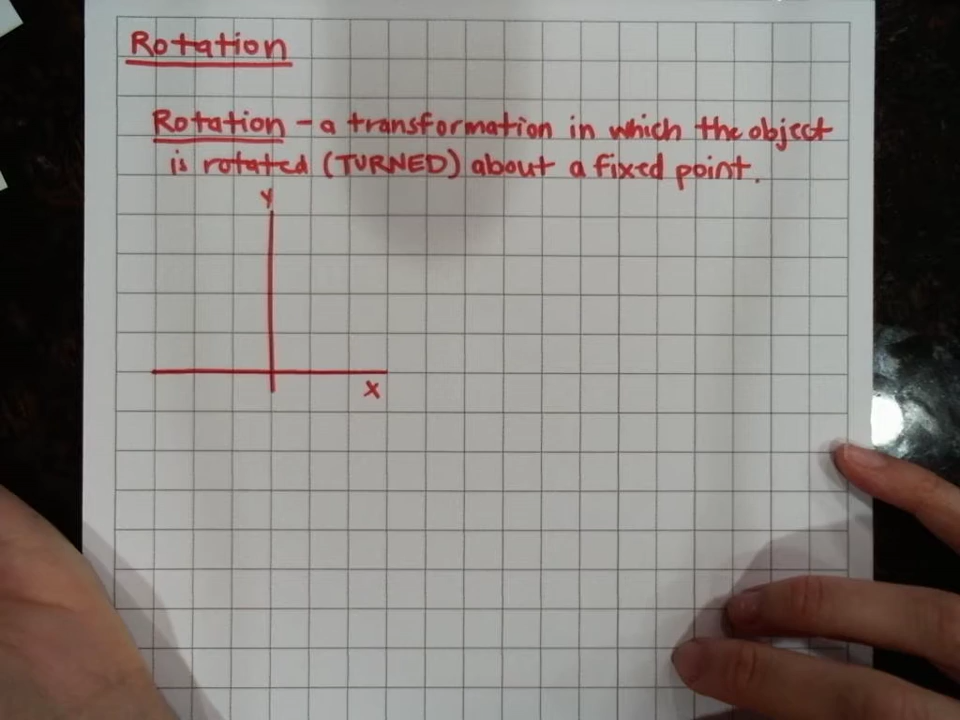 Rotation
Rotation - a transformation in which the object
is rotated (TURNED) about a fixed point.
Y
X